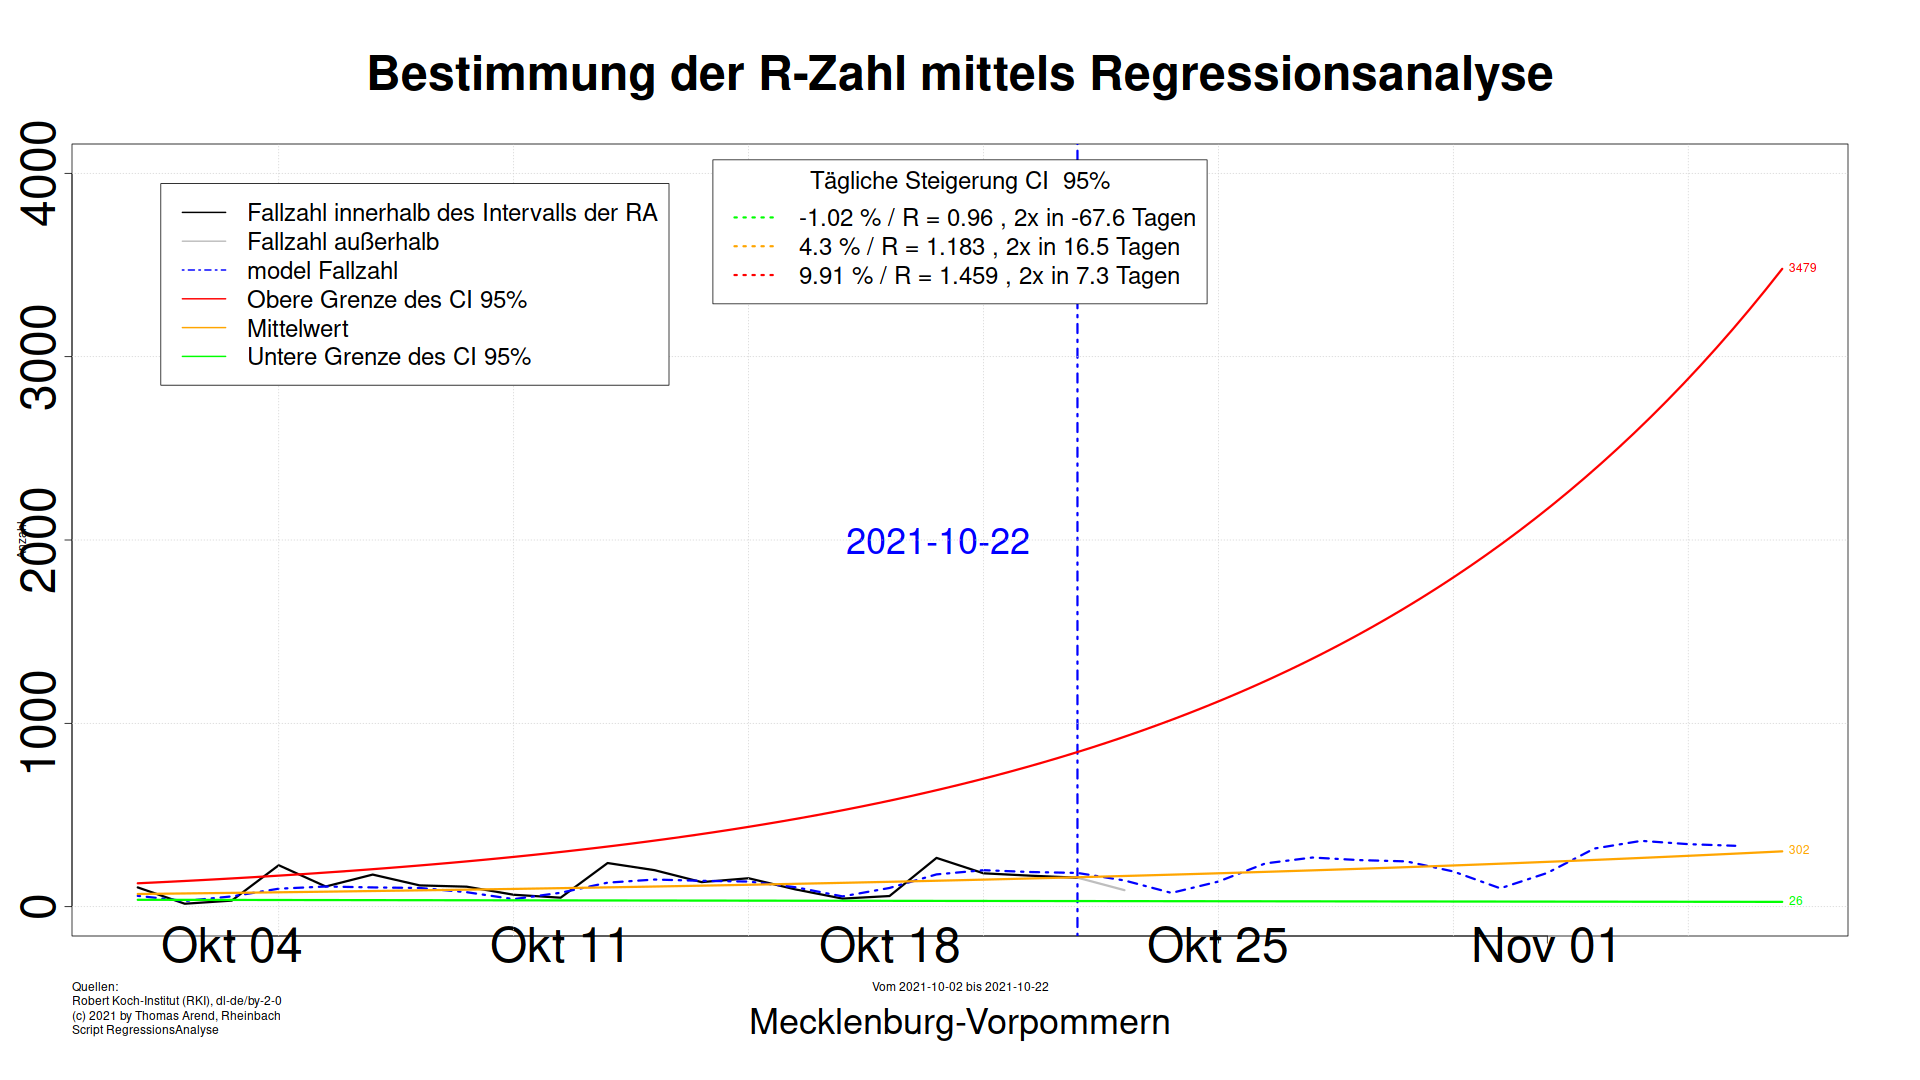 Bestimmung der R-Zahl mittels Regressionsanalyse
4000
3000
2000
1000
0
Anzahl
Fallzahl innerhalb des Intervalls der RA
Fallzahl außerhalb
model Fallzahl
Obere Grenze des CI 95%
Mittelwert
Untere Grenze des CI 95%
Tägliche Steigerung CI 95%
-1.02 % / R = 0.96 , 2x in -67.6 Tagen
4.3 % / R = 1.183 , 2x in 16.5 Tagen
9.91 % / R = 1.459 , 2x in 7.3 Tagen
3479
2021-10-22
302
26
Okt 04 Okt 11 Okt 18 Okt 25 Nov 01
Quellen:
Robert Koch-Institut (RKI), dl-de/by-2-0
(c) 2021 by Thomas Arend, Rheinbach
Script RegressionsAnalyse
Vom 2021-10-02 bis 2021-10-22
Mecklenburg-Vorpommern